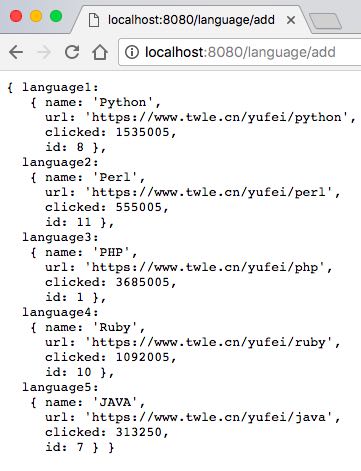 localhost:8080/language/add
localhost:8080/language/add
{ language1:
   { name: 'Python',
     url: 'https://www.twle.cn/yufei/python',
     clicked: 1535005,
     id: 8 },
  language2:
   { name: 'Perl',
     url: 'https://www.twle.cn/yufei/perl',
     clicked: 555005,
     id: 11 },
  language3:
   { name: 'PHP',
     url: 'https://www.twle.cn/yufei/php',
     clicked: 3685005,
     id: 1 },
  language4:
   { name: 'Ruby',
     url: 'https://www.twle.cn/yufei/ruby',
     clicked: 1092005,
     id: 10 },
  language5:
   { name: 'JAVA',
     url: 'https://www.twle.cn/yufei/java',
     clicked: 313250,
     id: 7 } }